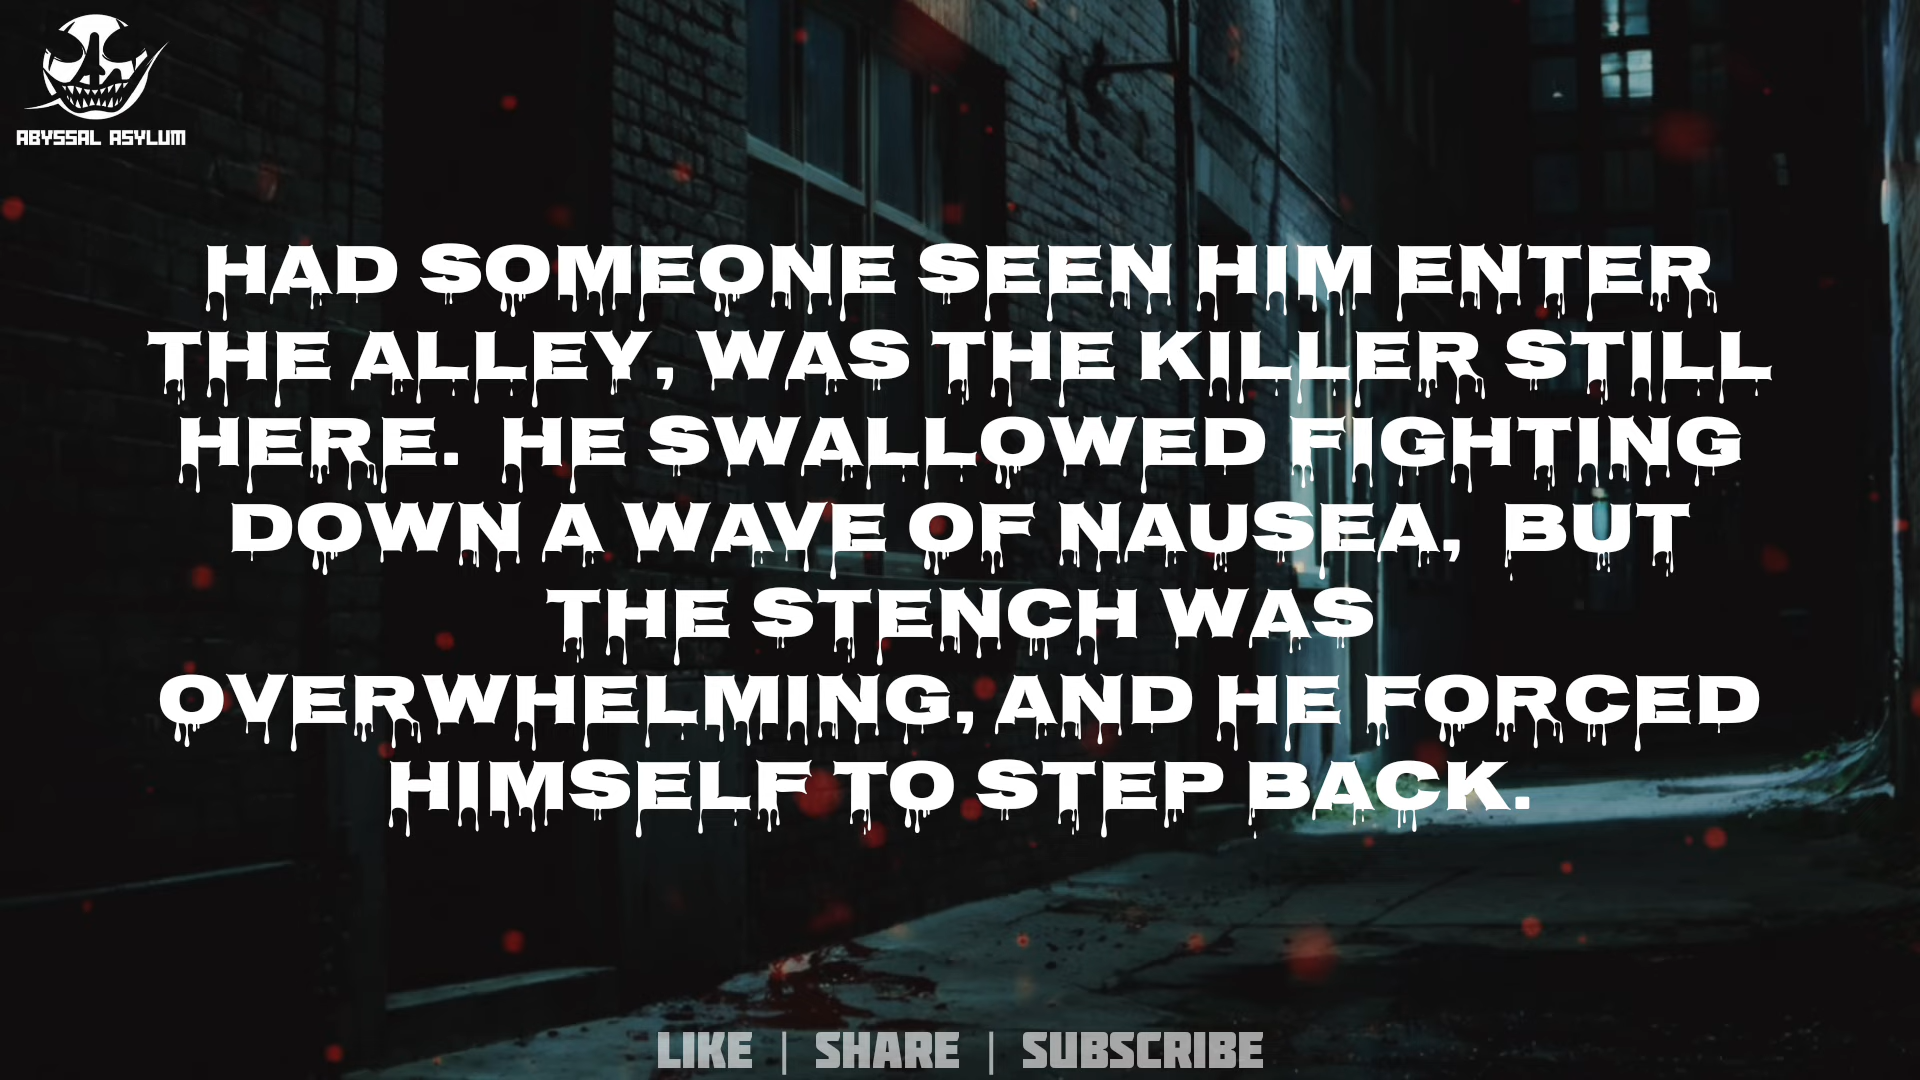 ABYSSAL ASYLUM
HAD SOMEONE SEEN HIM ENTER
THE ALLEY, WAS THE KILLER STILL
HERE. HE SWALLOWED FIGHTING
DOWN A WAVE OF NAUSEA, BUT
THE STENCH WAS
OVERWHELMING, AND HE FORCED
HIMSELF TO STEP BACK.
LIKE | SHARE | SUBSCRIBE